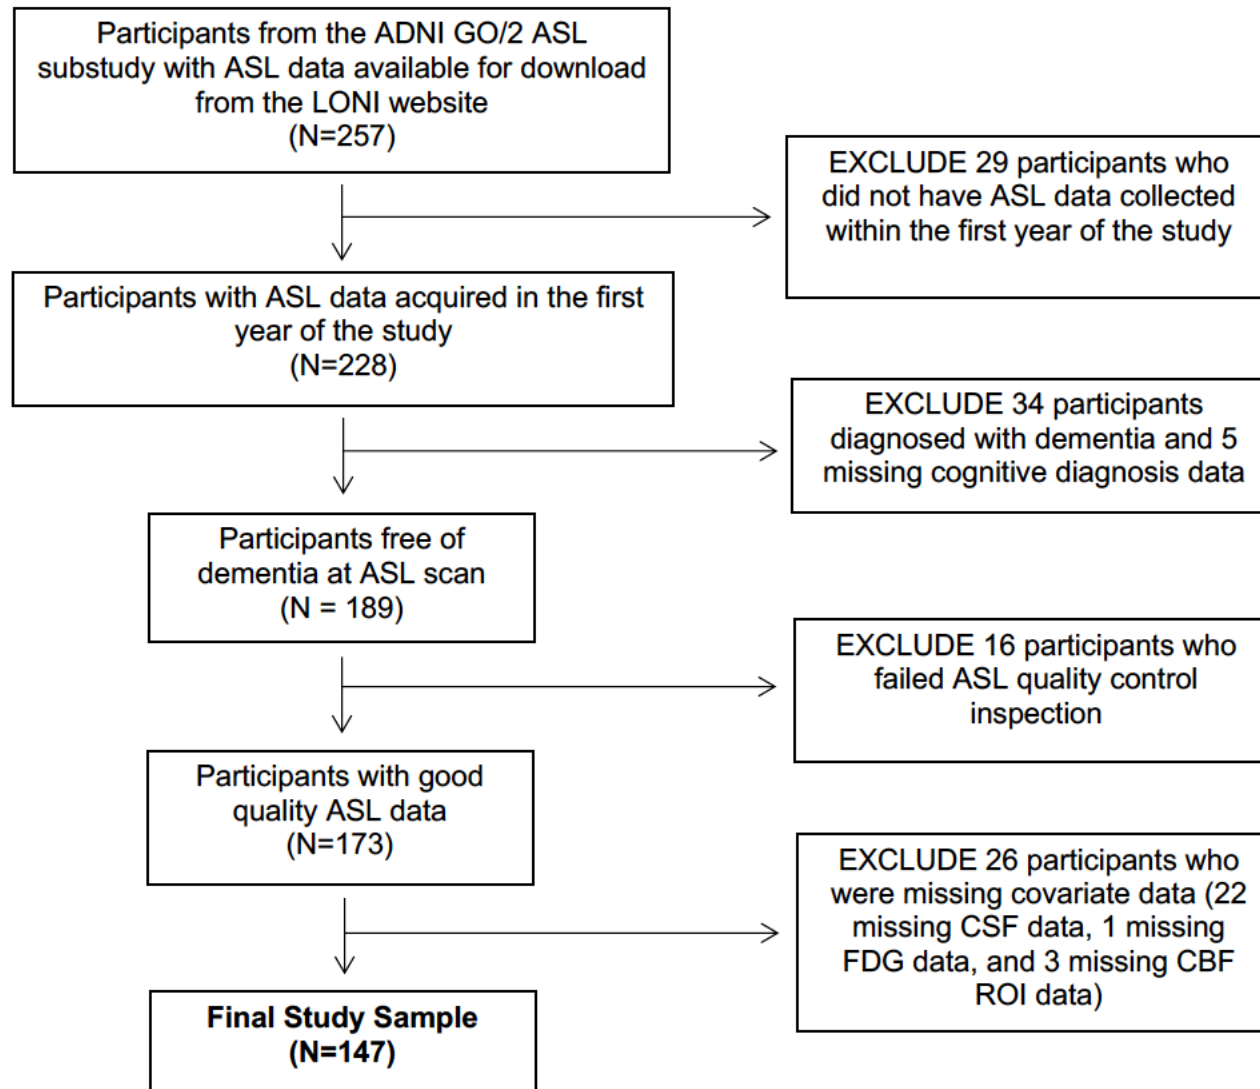 Participants from the ADNI GO/2 ASL
substudy with ASL data available for download
from the LONI website
(N=257)
EXCLUDE 29 participants who
did not have ASL data collected
within the first year of the study
Participants with ASL data acquired in the first
year of the study
(N=228)
EXCLUDE 34 participants
diagnosed with dementia and 5
missing cognitive diagnosis data
Participants free of
dementia at ASL scan
(N = 189)
EXCLUDE 16 participants who
failed ASL quality control
inspection
Participants with good
quality ASL data
(N=173)
EXCLUDE 26 participants who
were missing covariate data (22
missing CSF data, 1 missing
FDG data, and 3 missing CBF
ROI data)
Final Study Sample
(N=147)